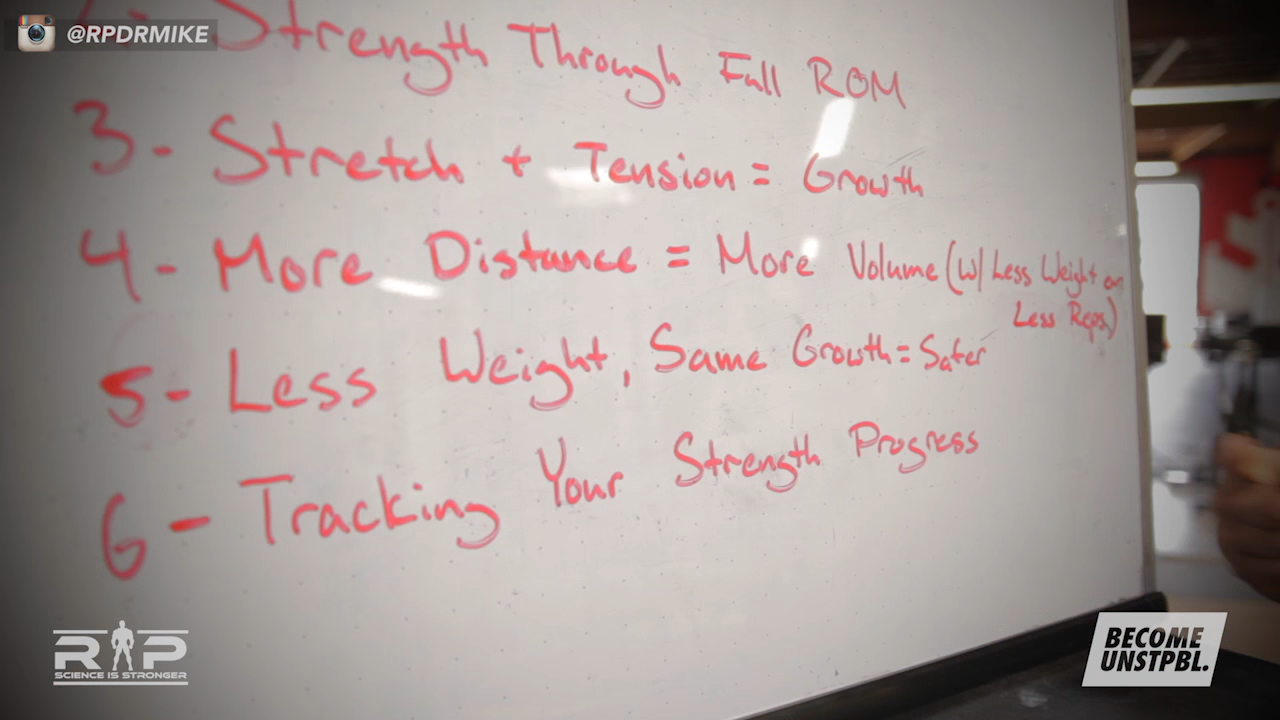 @RPDRMIKE
2- Strength Through Full ROM
3- Stretch + Tension = Growth
4- More Distance = More Volume (w/ Less Weight or
Less Reps)
5- Less Weight, Same Growth = Safer
6- Tracking Your Strength Progress
RP
SCIENCE IS STRONGER
BECOME
UNSTPBL.